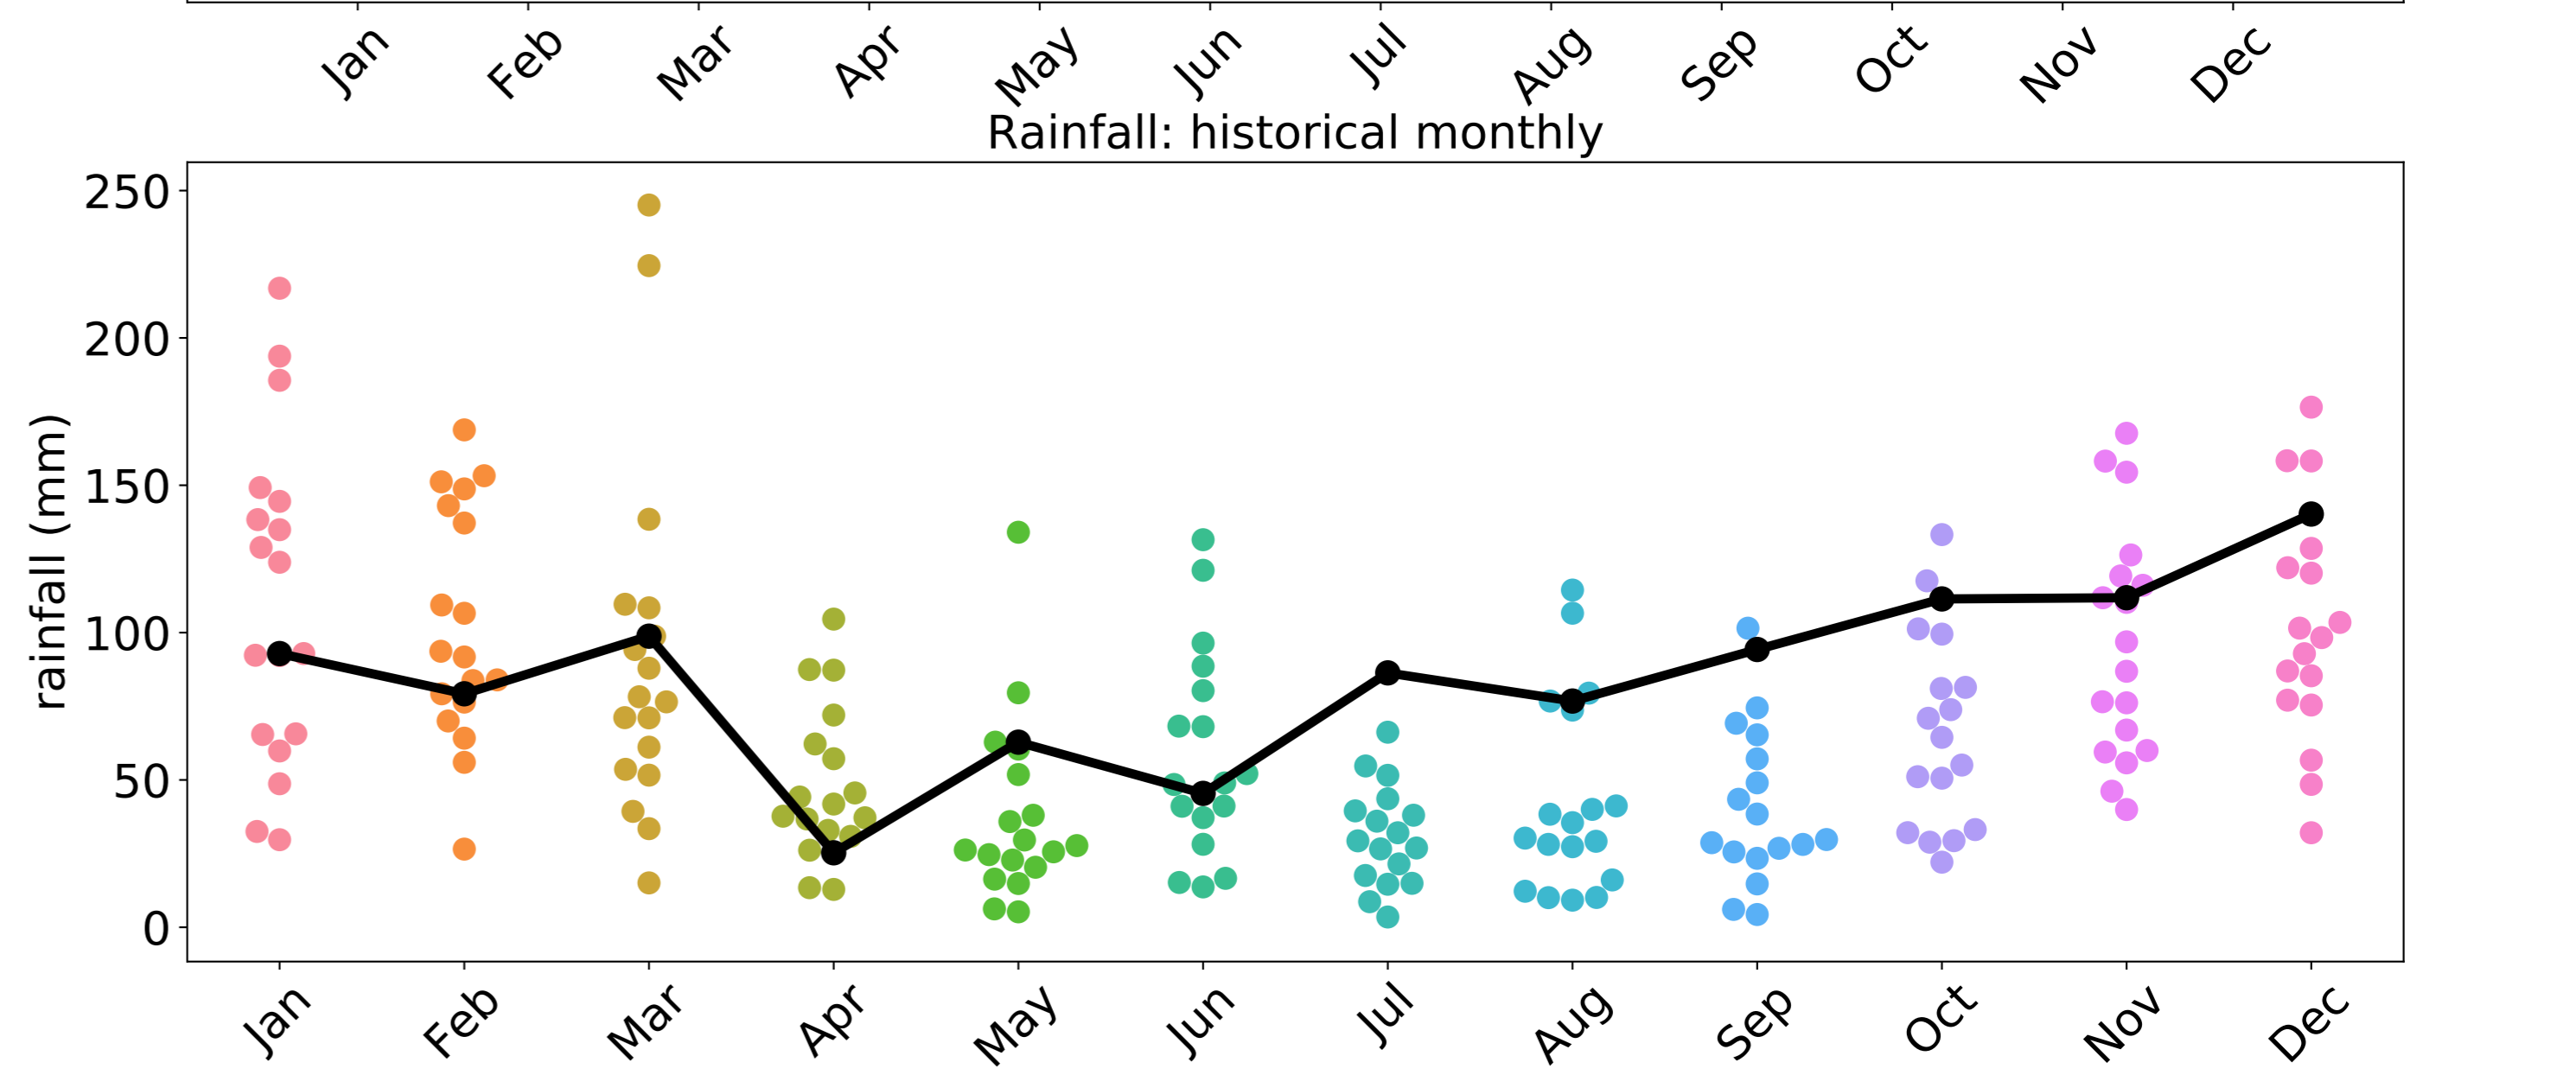 Jan Feb Mar Apr May Jun Jul Aug Sep Oct Nov Dec
Rainfall: historical monthly
rainfall (mm)
250
200
150
100
50
0
Jan Feb Mar Apr May Jun Jul Aug Sep Oct Nov Dec